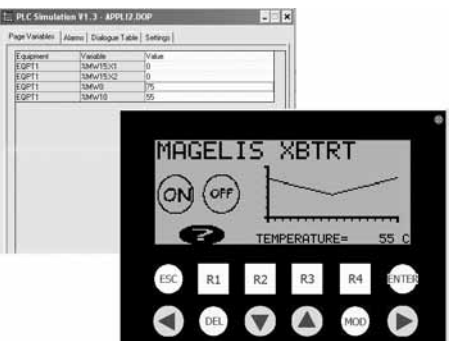 PLC Simulation V1.3 - APPLI2.DOP
Page Variables Alarms Dialogue Table Settings
Equipment Variable Value
EQPT1 %MW15:X1 0
EQPT1 %MW15:X2 0
EQPT1 %MW8 75
EQPT1 %MW10 55
MAGELIS XBTRT
ON OFF
?
TEMPERATURE= 55 C
ESC R1 R2 R3 R4 ENTER
DEL MOD